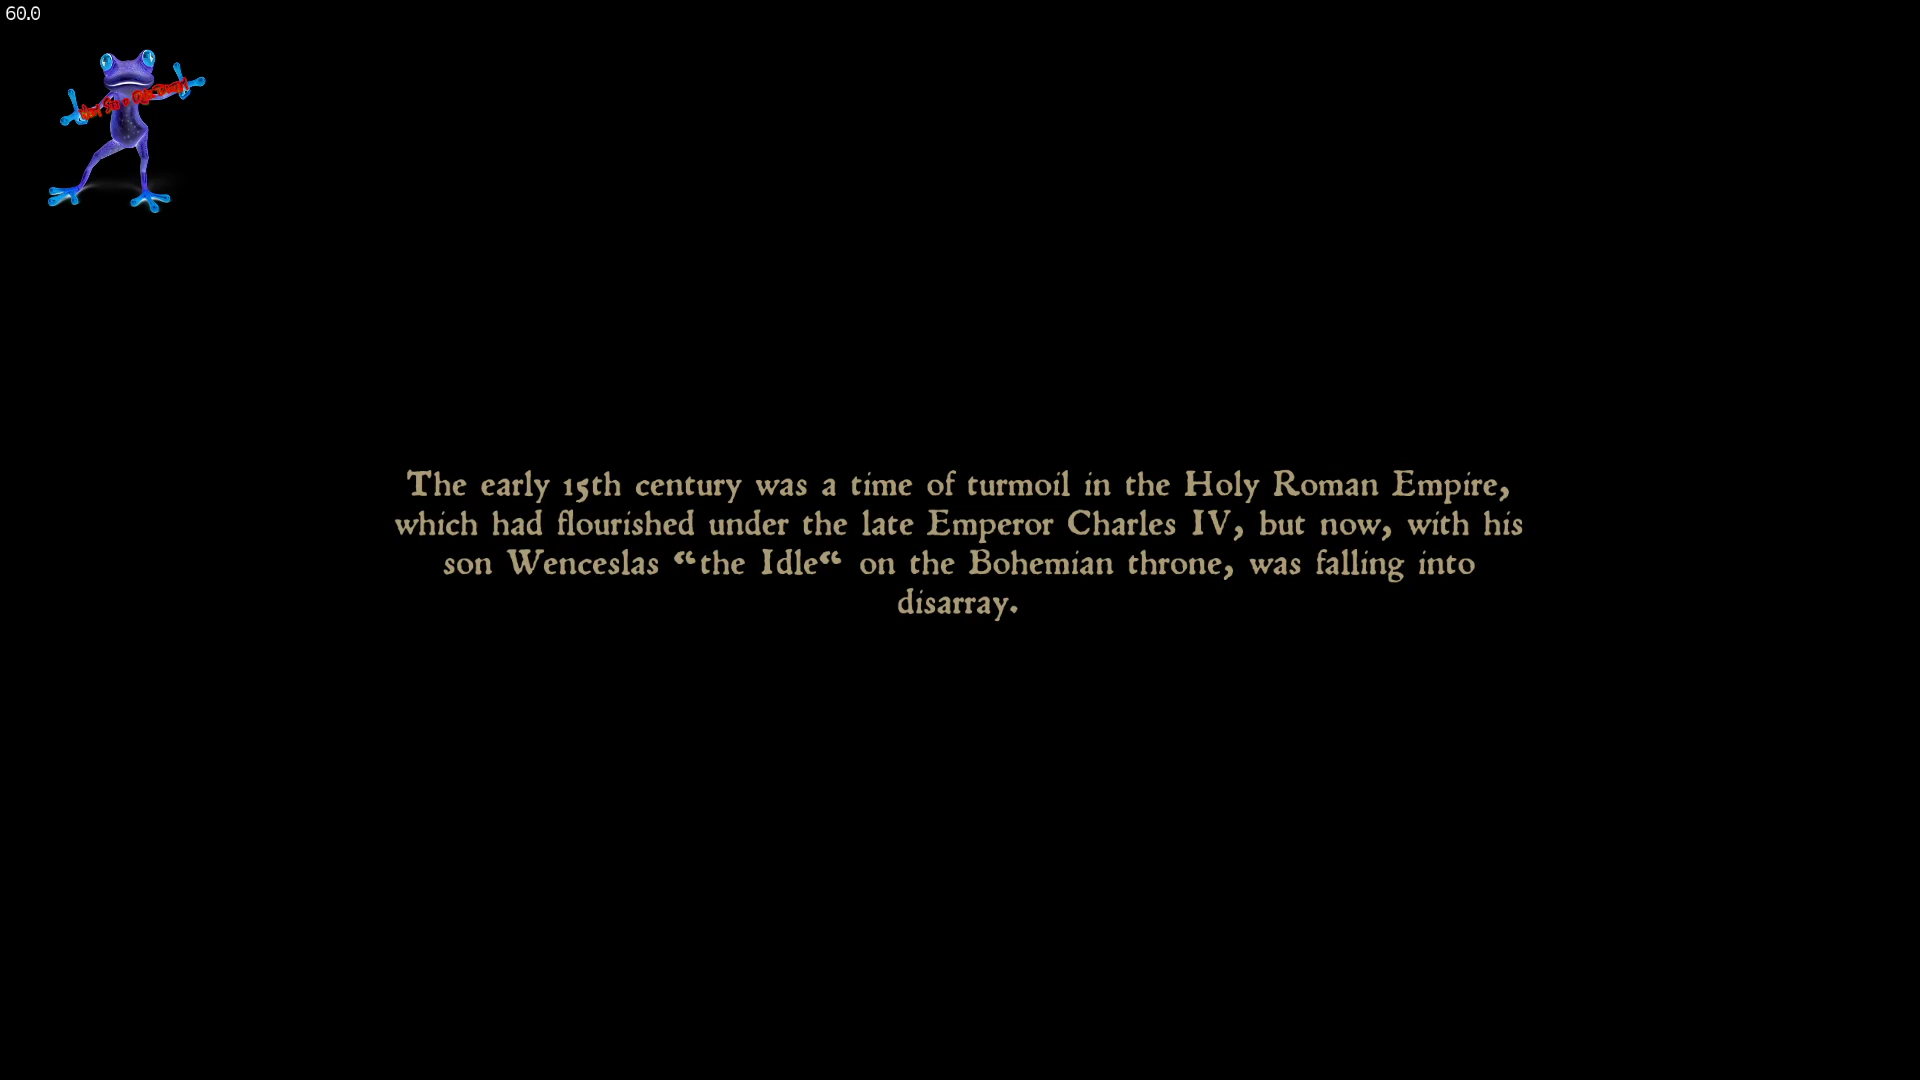 60.0
The early 15th century was a time of turmoil in the Holy Roman Empire,
which had flourished under the late Emperor Charles IV, but now, with his
son Wenceslas “the Idle“ on the Bohemian throne, was falling into
disarray.